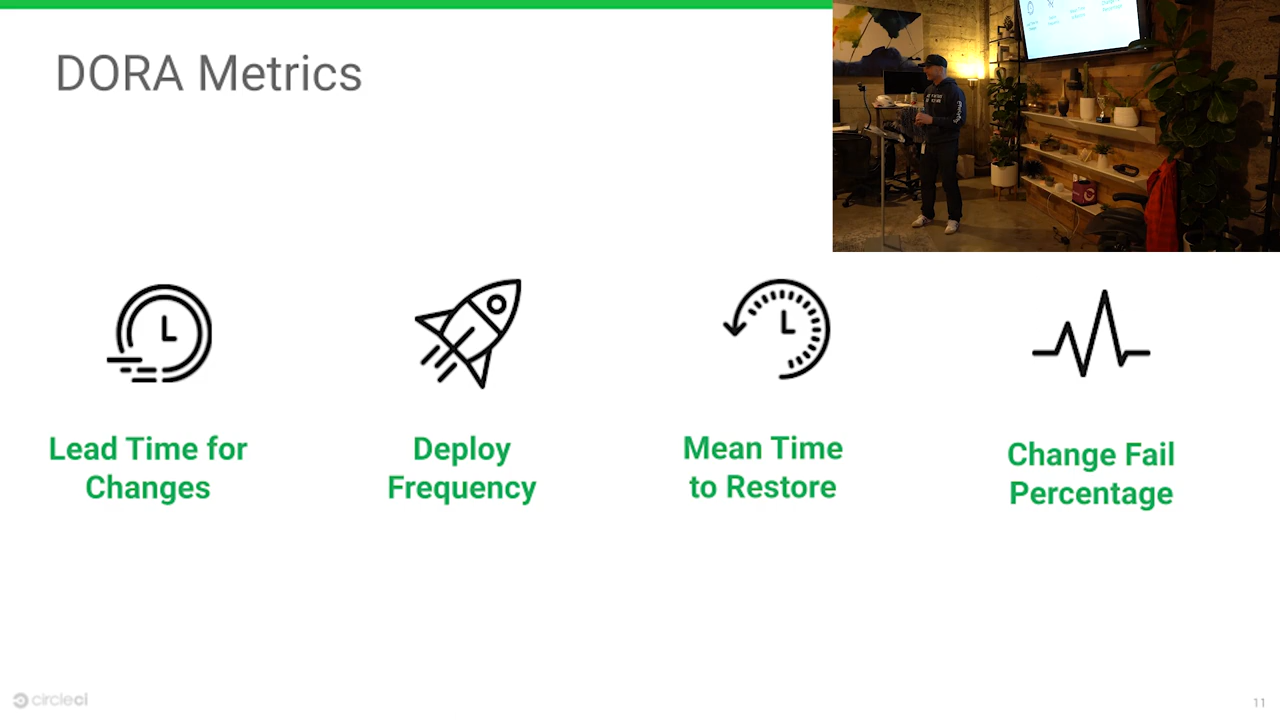 DORA Metrics
Lead Time for
Changes
Deploy
Frequency
Mean Time
to Restore
Change Fail
Percentage
circleci
11